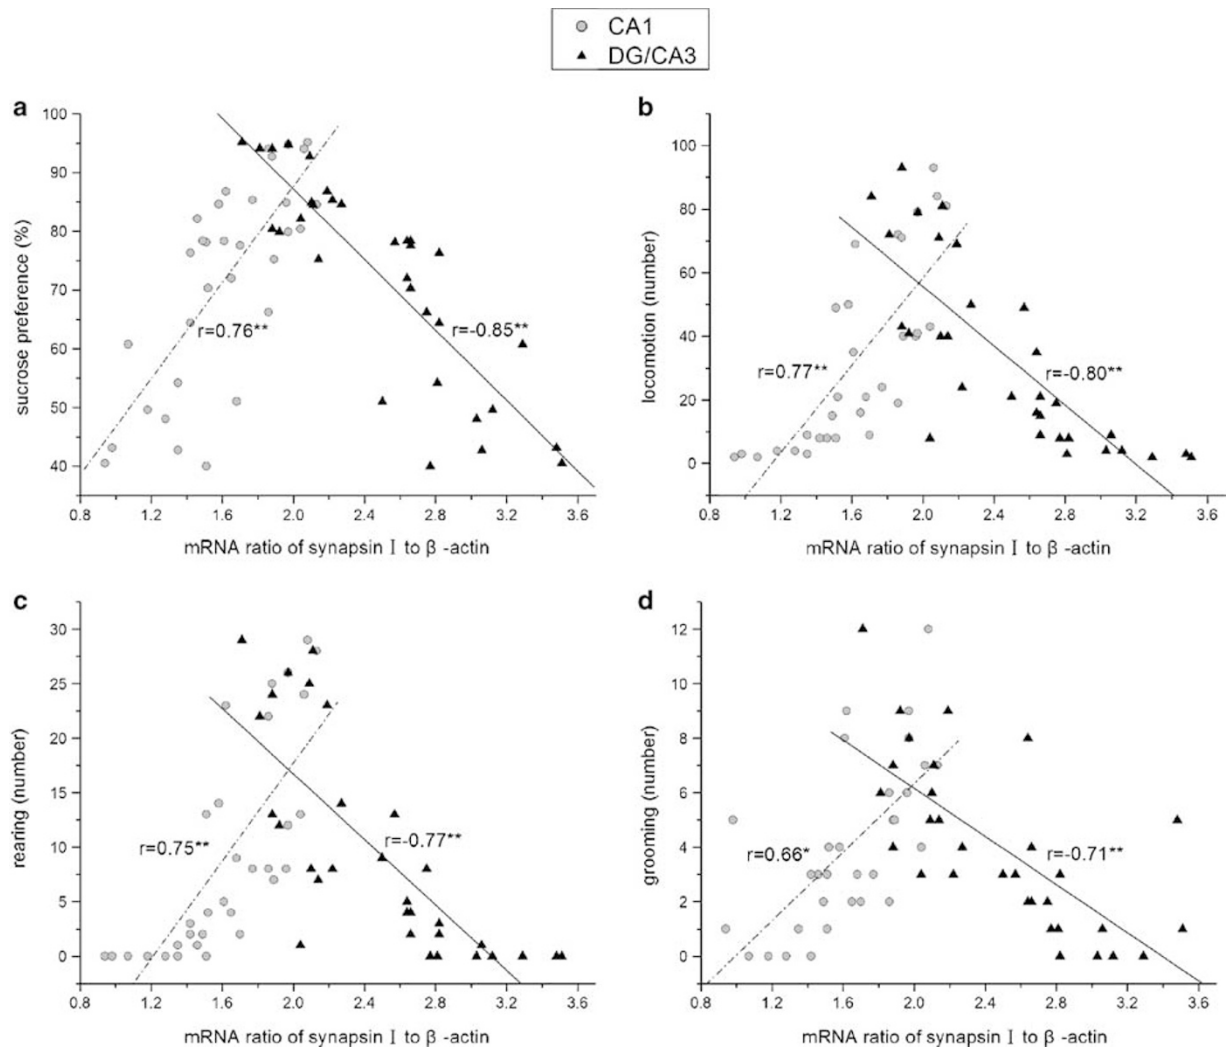 CA1
DG/CA3
a
100
90
80
70
60
50
40
sucrose preference (%)
r=0.76**
r=-0.85**
0.8 1.2 1.6 2.0 2.4 2.8 3.2 3.6
mRNA ratio of synapsin I to β -actin
b
100
80
60
40
20
0
locomotion (number)
r=0.77**
r=-0.80**
0.8 1.2 1.6 2.0 2.4 2.8 3.2 3.6
mRNA ratio of synapsin I to β -actin
c
30
25
20
15
10
5
0
rearing (number)
r=0.75**
r=-0.77**
0.8 1.2 1.6 2.0 2.4 2.8 3.2 3.6
mRNA ratio of synapsin I to β -actin
d
12
10
8
6
4
2
0
grooming (number)
r=0.66*
r=-0.71**
0.8 1.2 1.6 2.0 2.4 2.8 3.2 3.6
mRNA ratio of synapsin I to β -actin